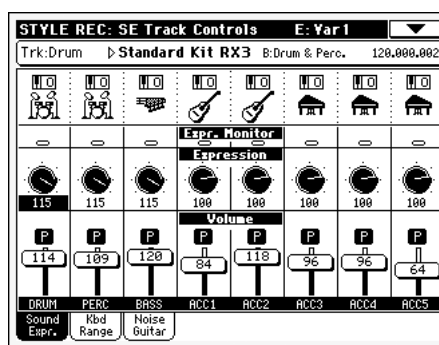 STYLE REC: SE Track Controls E: Var1
Trk:Drum ▷Standard Kit RX3 B:Drum & Perc. 120.000.002
Expr. Monitor
Expression
115 115 115 100 100 100 100 100
Volume
P P P P P P P P
114 109 120 84 118 96 96 64
DRUM PERC BASS ACC1 ACC2 ACC3 ACC4 ACC5
Sound Kbd Noise
Expr. Range Guitar